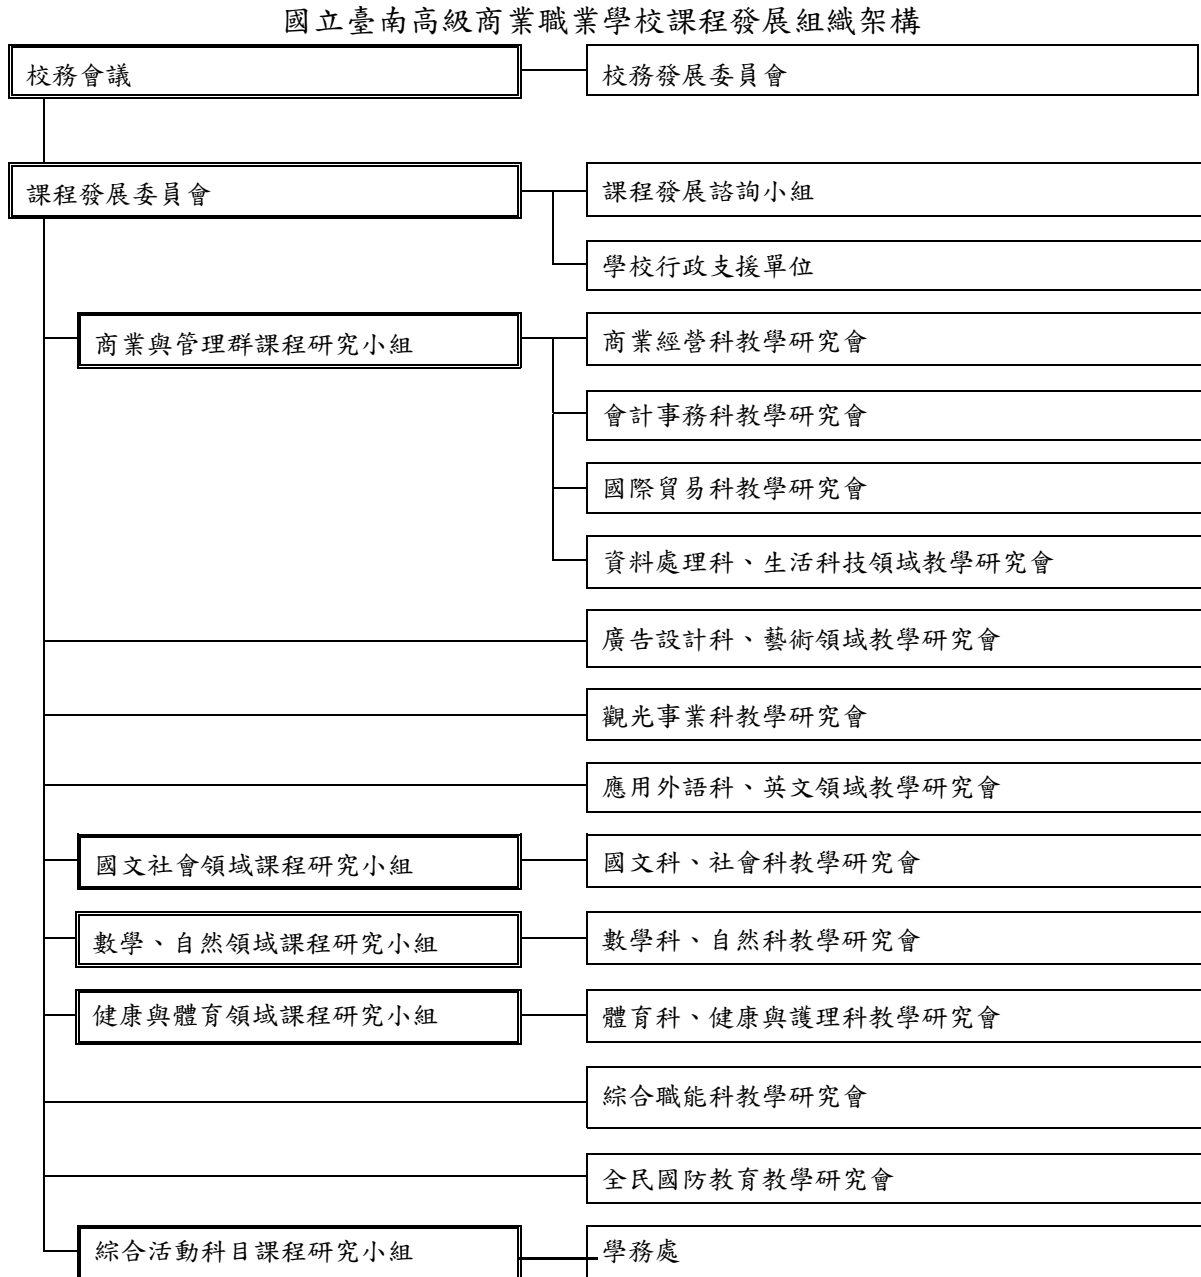 國立臺南高級商業職業學校課程發展組織架構
校務會議
校務發展委員會
課程發展委員會
課程發展諮詢小組
學校行政支援單位
商業與管理群課程研究小組
商業經營科教學研究會
會計事務科教學研究會
國際貿易科教學研究會
資料處理科、生活科技領域教學研究會
廣告設計科、藝術領域教學研究會
觀光事業科教學研究會
應用外語科、英文領域教學研究會
國文社會領域課程研究小組
國文科、社會科教學研究會
數學、自然領域課程研究小組
數學科、自然科教學研究會
健康與體育領域課程研究小組
體育科、健康與護理科教學研究會
綜合職能科教學研究會
全民國防教育教學研究會
綜合活動科目課程研究小組
學務處